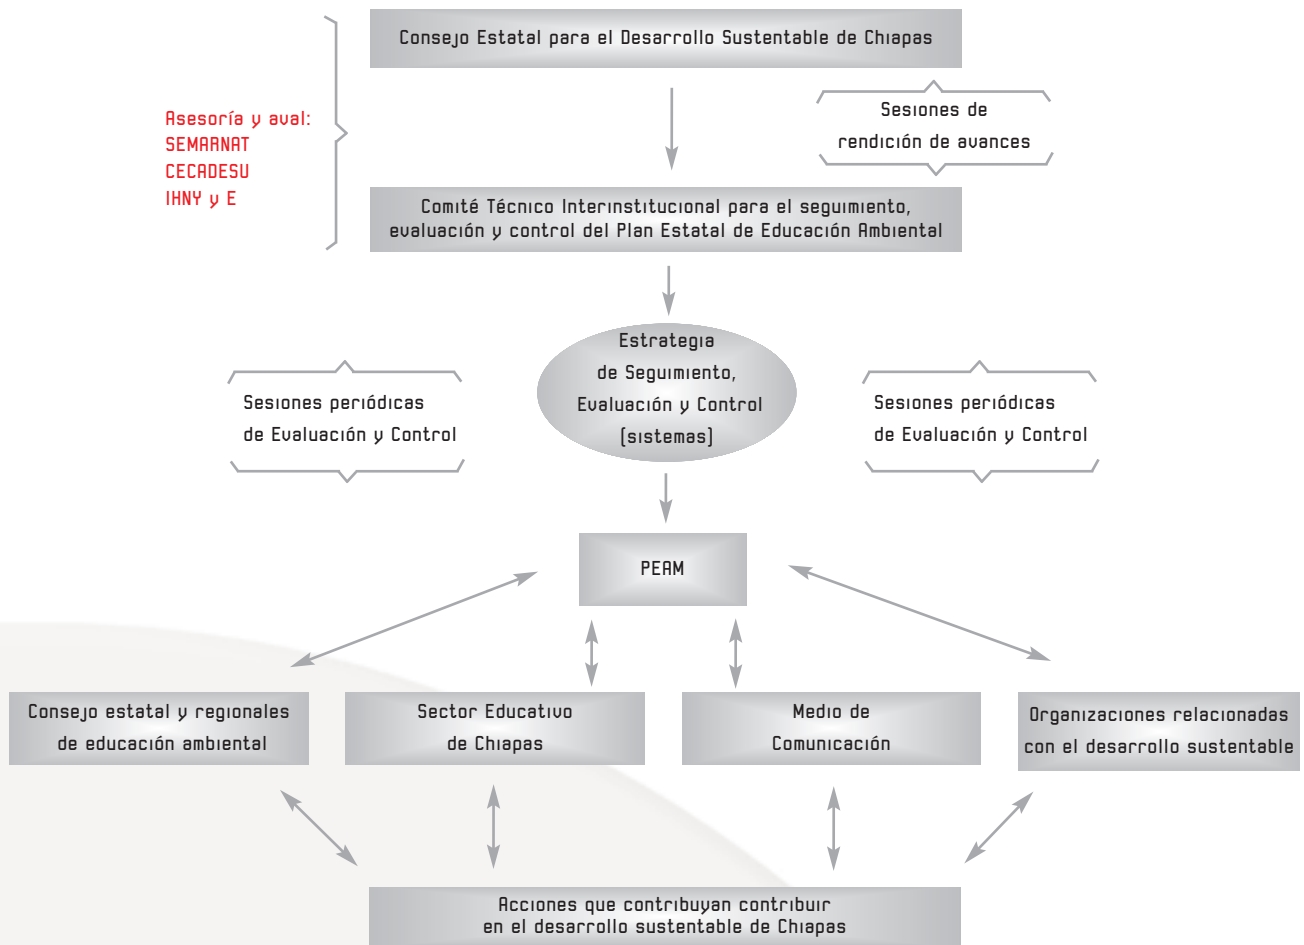 Consejo Estatal para el Desarrollo Sustentable de Chiapas
Asesoría y aval:
SEMARNAT
CECADESU
IHNY y E
Sesiones de
rendición de avances
Comité Técnico Interinstitucional para el seguimiento,
evaluación y control del Plan Estatal de Educación Ambiental
Estrategia
de Seguimiento,
Evaluación y Control
(sistemas)
Sesiones periódicas
de Evaluación y Control
Sesiones periódicas
de Evaluación y Control
PEAM
Consejo estatal y regionales
de educación ambiental
Sector Educativo
de Chiapas
Medio de
Comunicación
Organizaciones relacionadas
con el desarrollo sustentable
Acciones que contribuyan contribuir
en el desarrollo sustentable de Chiapas